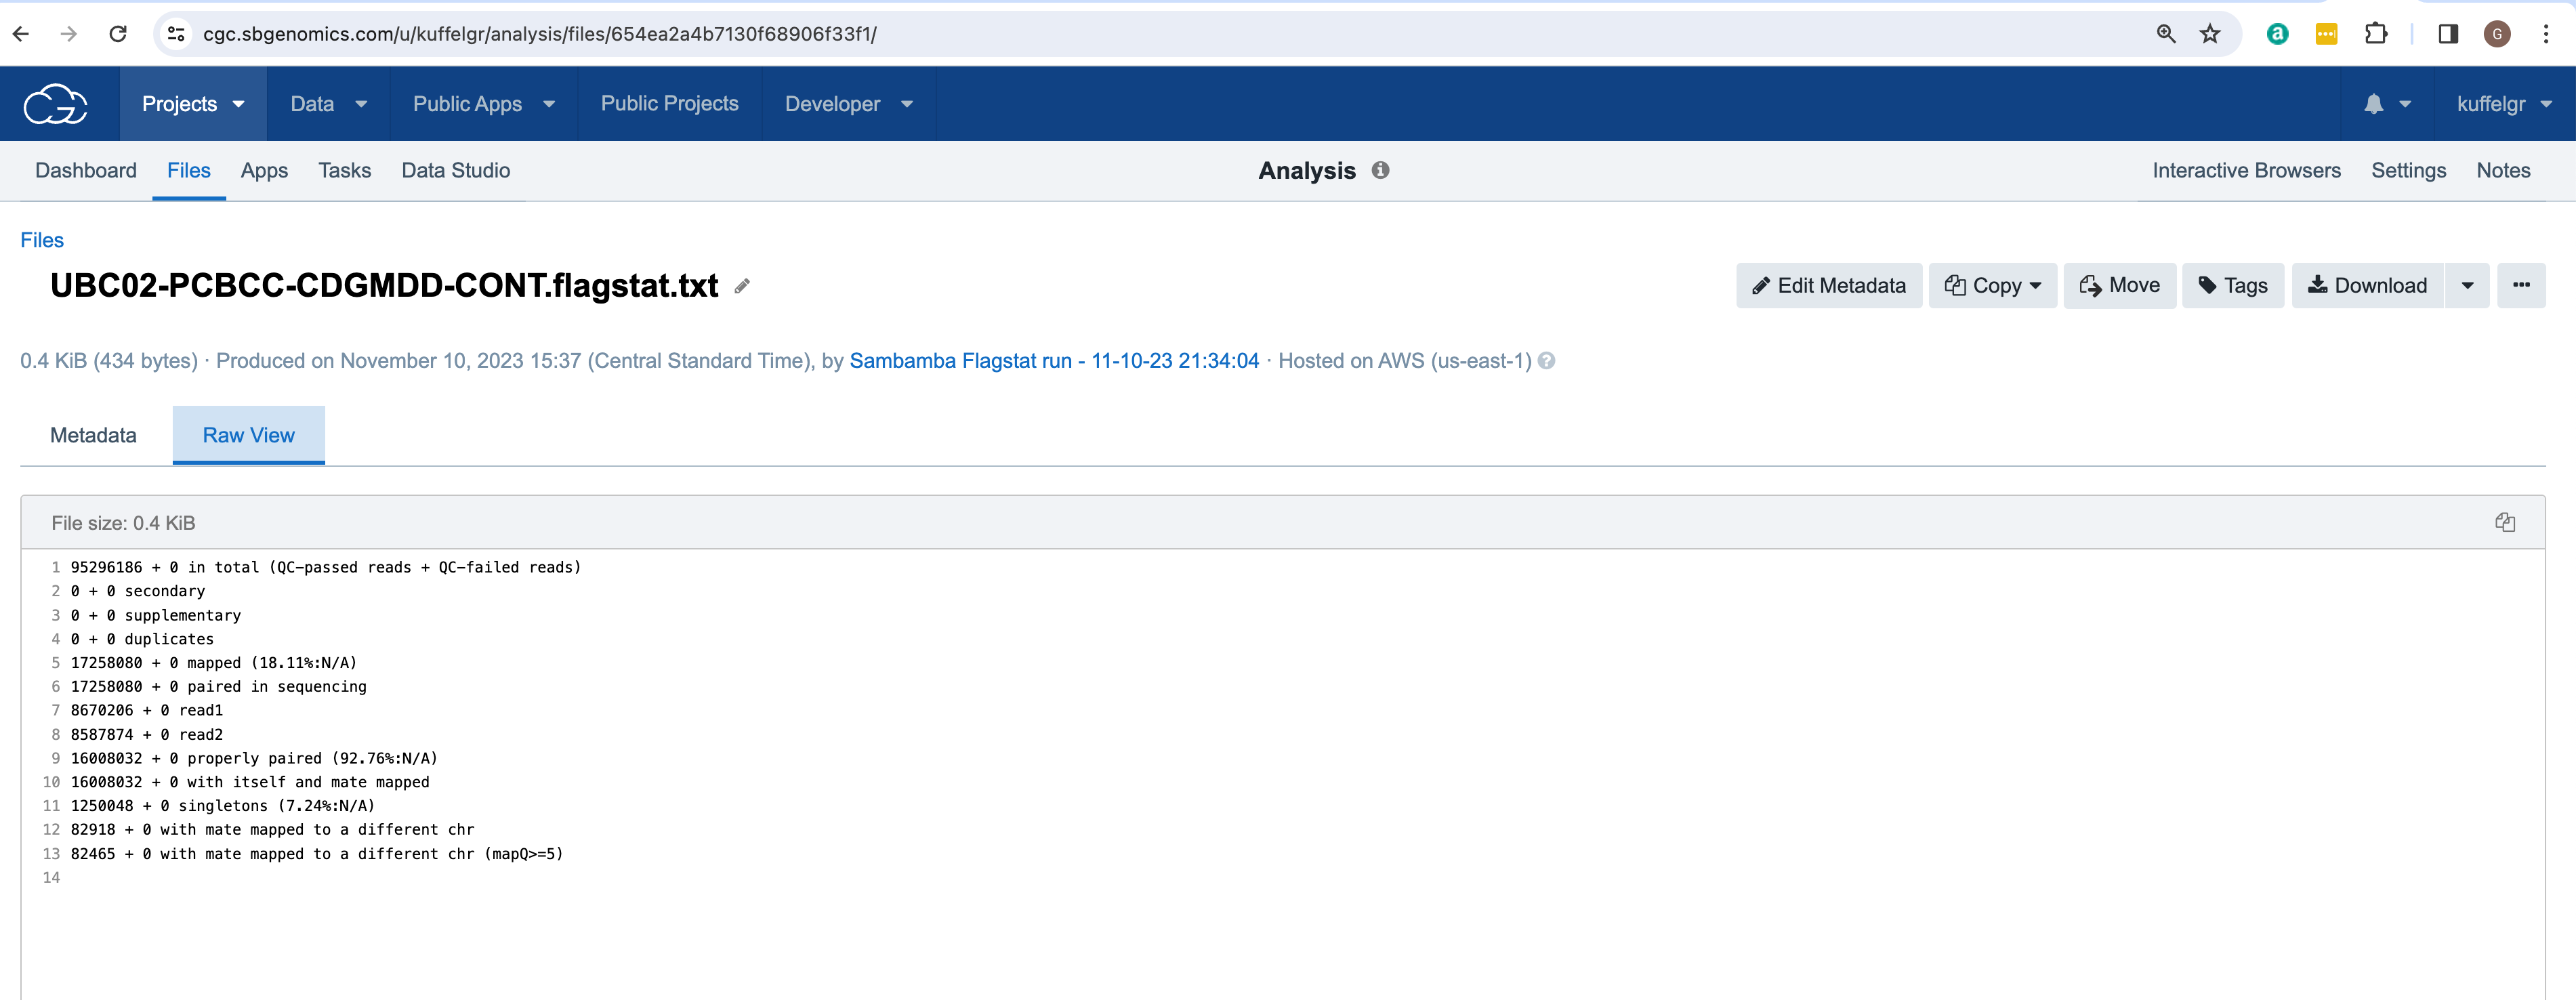 cgc.sbgenomics.com/u/kuffelgr/analysis/files/654ea2a4b7130f68906f33f1/
a
G
Projects Data Public Apps Public Projects Developer kuffelgr
Dashboard Files Apps Tasks Data Studio Analysis Interactive Browsers Settings Notes
Files
UBC02-PCBCC-CDGMDD-CONT.flagstat.txt
Edit Metadata Copy Move Tags Download
0.4 KiB (434 bytes) · Produced on November 10, 2023 15:37 (Central Standard Time), by Sambamba Flagstat run - 11-10-23 21:34:04 · Hosted on AWS (us-east-1)
Metadata Raw View
File size: 0.4 KiB
1 95296186 + 0 in total (QC-passed reads + QC-failed reads)
2 0 + 0 secondary
3 0 + 0 supplementary
4 0 + 0 duplicates
5 17258080 + 0 mapped (18.11%:N/A)
6 17258080 + 0 paired in sequencing
7 8670206 + 0 read1
8 8587874 + 0 read2
9 16008032 + 0 properly paired (92.76%:N/A)
10 16008032 + 0 with itself and mate mapped
11 1250048 + 0 singletons (7.24%:N/A)
12 82918 + 0 with mate mapped to a different chr
13 82465 + 0 with mate mapped to a different chr (mapQ>=5)
14